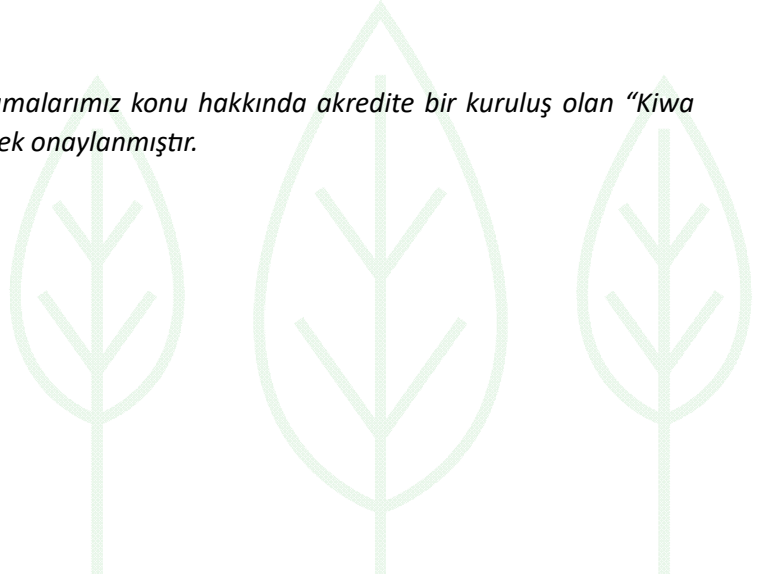 malarımız konu hakkında akredite bir kuruluş olan “Kiwa
ek onaylanmıştır.